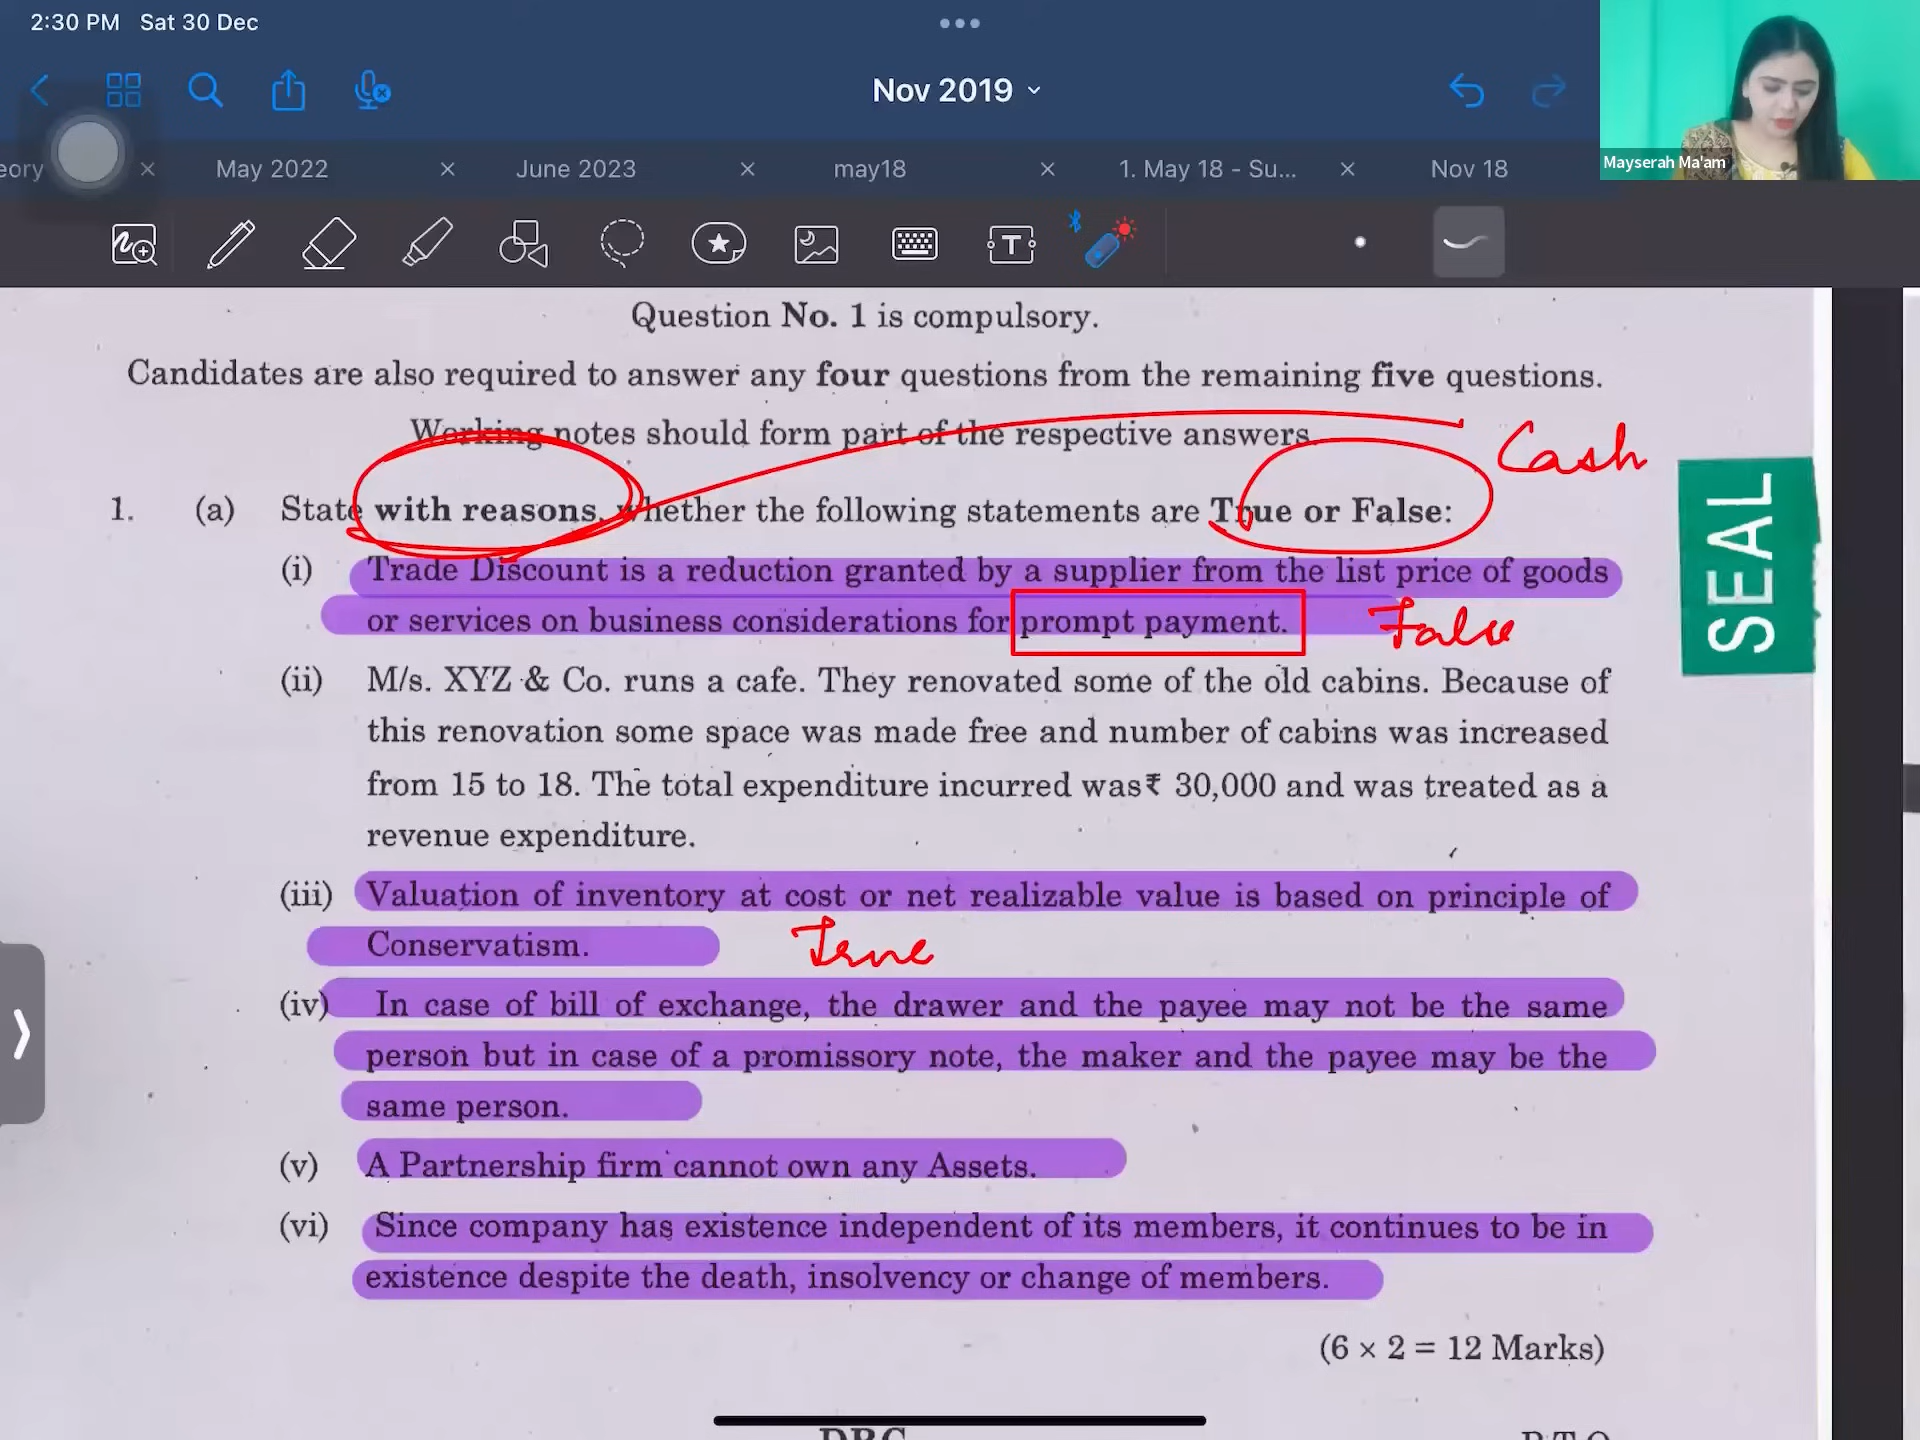 2:30 PM Sat 30 Dec
Nov 2019
eory
May 2022
June 2023
may18
1. May 18 - Su...
Nov 18
Mayserah Ma'am
T
Question No. 1 is compulsory.
Candidates are also required to answer any four questions from the remaining five questions.
Working notes should form part of the respective answers.
Cash
1. (a) State with reasons, whether the following statements are True or False:
(i) Trade Discount is a reduction granted by a supplier from the list price of goods
or services on business considerations for prompt payment. False
SEAL
(ii) M/s. XYZ & Co. runs a cafe. They renovated some of the old cabins. Because of
this renovation some space was made free and number of cabins was increased
from 15 to 18. The total expenditure incurred was ₹ 30,000 and was treated as a
revenue expenditure.
(iii) Valuation of inventory at cost or net realizable value is based on principle of
Conservatism. True
(iv) In case of bill of exchange, the drawer and the payee may not be the same
person but in case of a promissory note, the maker and the payee may be the
same person.
(v) A Partnership firm cannot own any Assets.
(vi) Since company has existence independent of its members, it continues to be in
existence despite the death, insolvency or change of members.
(6 × 2 = 12 Marks)